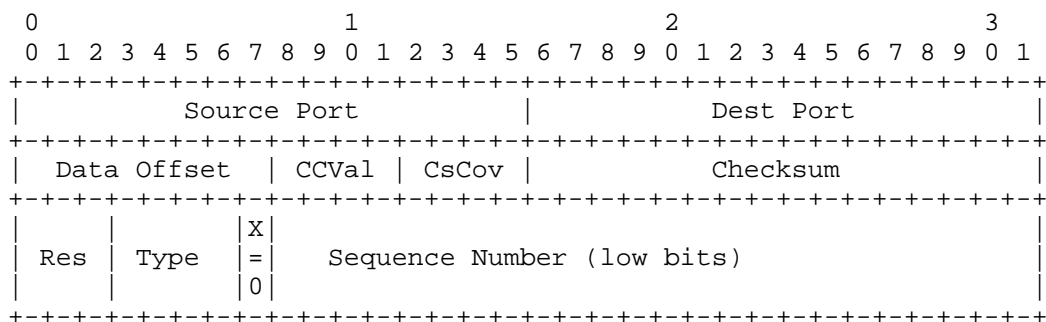 0                   1                   2                   3
 0 1 2 3 4 5 6 7 8 9 0 1 2 3 4 5 6 7 8 9 0 1 2 3 4 5 6 7 8 9 0 1
+-+-+-+-+-+-+-+-+-+-+-+-+-+-+-+-+-+-+-+-+-+-+-+-+-+-+-+-+-+-+-+-+
|          Source Port          |           Dest Port           |
+-+-+-+-+-+-+-+-+-+-+-+-+-+-+-+-+-+-+-+-+-+-+-+-+-+-+-+-+-+-+-+-+
|  Data Offset  | CCVal | CsCov |           Checksum            |
+-+-+-+-+-+-+-+-+-+-+-+-+-+-+-+-+-+-+-+-+-+-+-+-+-+-+-+-+-+-+-+-+
|     |       |X|                                               |
| Res | Type  |=|   Sequence Number (low bits)                  |
|     |       |0|                                               |
+-+-+-+-+-+-+-+-+-+-+-+-+-+-+-+-+-+-+-+-+-+-+-+-+-+-+-+-+-+-+-+-+